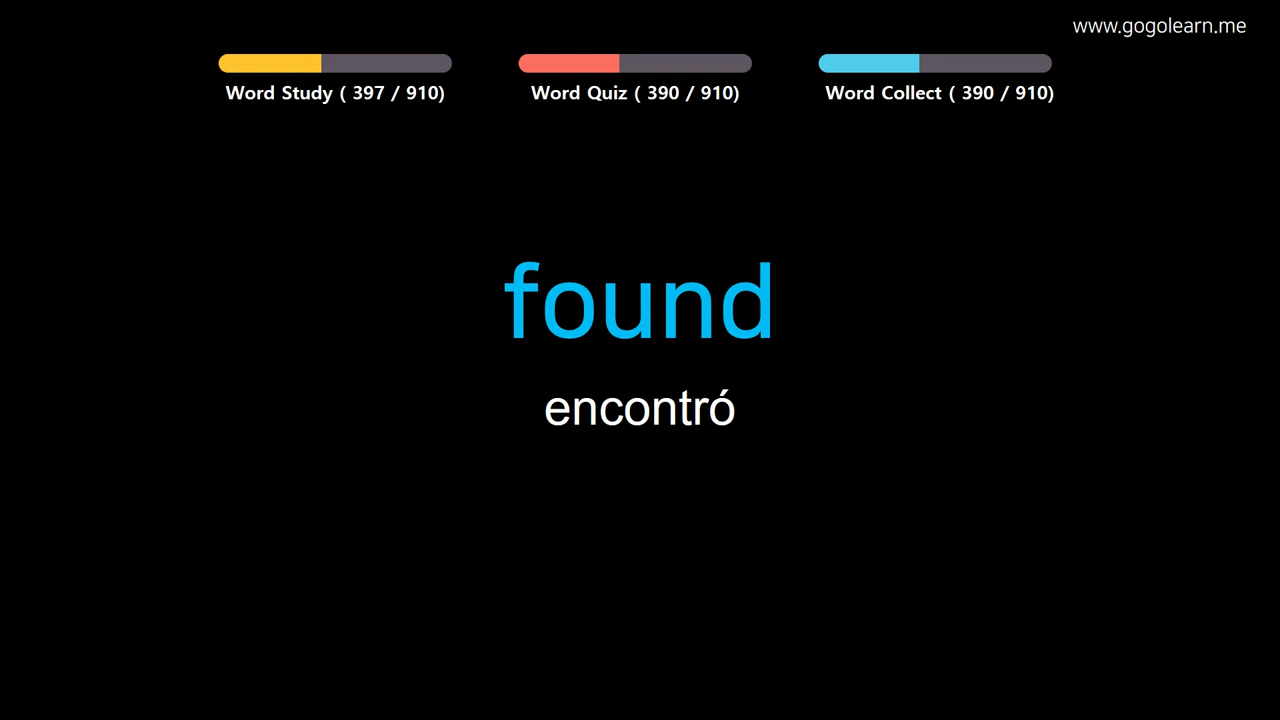 www.gogolearn.me
Word Study ( 397 / 910)
Word Quiz ( 390 / 910)
Word Collect ( 390 / 910)
found
encontró